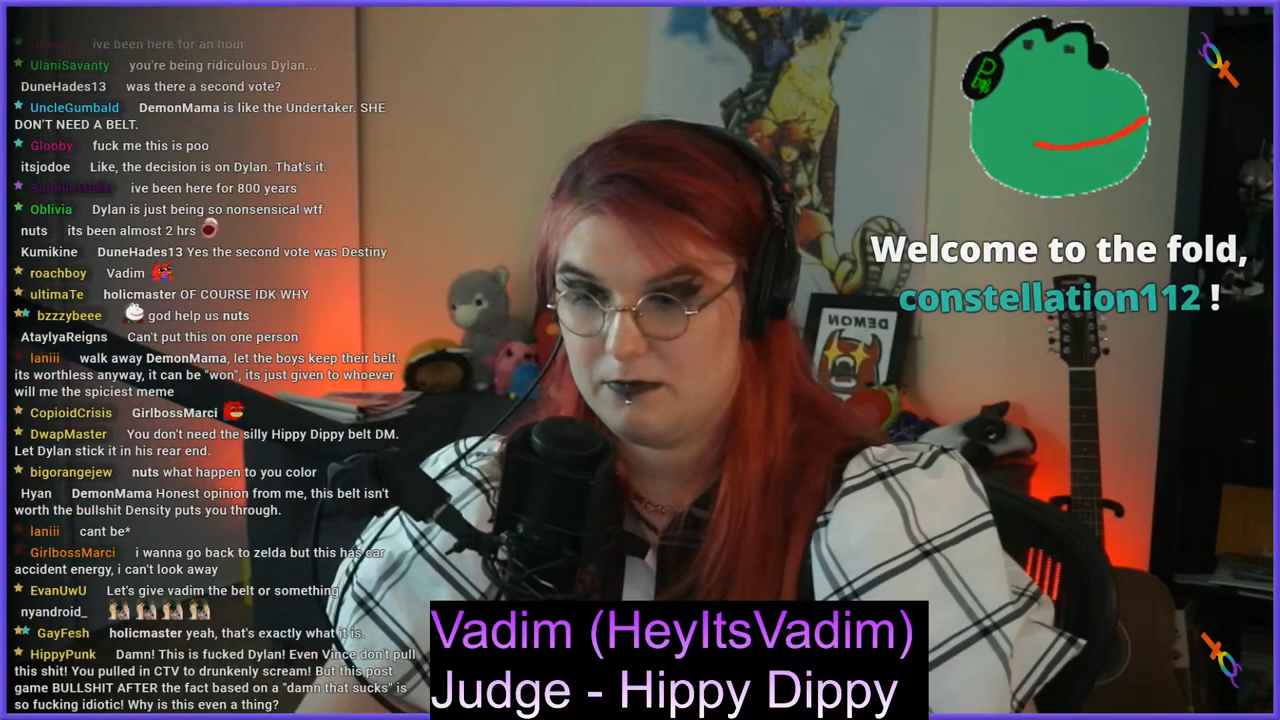 ive been here for an hour
UlaniSavanty you're being ridiculous Dylan...
DuneHades13 was there a second vote?
UncleGumbald DemonMama is like the Undertaker. SHE
DON'T NEED A BELT.
Glooby fuck me this is poo
itsjodoe Like, the decision is on Dylan. That's it.
ive been here for 800 years
Oblivia Dylan is just being so nonsensical wtf
nuts its been almost 2 hrs
Kumikine DuneHades13 Yes the second vote was Destiny
roachboy Vadim
ultimaTe holicmaster OF COURSE IDK WHY
bzzzybeee god help us nuts
AtaylyaReigns Can't put this on one person
laniii walk away DemonMama, let the boys keep their belt.
its worthless anyway, it can be "won", its just given to whoever
will me the spiciest meme
CopioidCrisis GirlbossMarci
DwapMaster You don't need the silly Hippy Dippy belt DM.
Let Dylan stick it in his rear end.
bigorangejew nuts what happen to you color
Hyan DemonMama Honest opinion from me, this belt isn't
worth the bullshit Density puts you through.
laniii cant be*
GirlbossMarci i wanna go back to zelda but this has car
accident energy, i can't look away
EvanUwU Let's give vadim the belt or something
nyandroid_
GayFesh holicmaster yeah, that's exactly what it is.
HippyPunk Damn! This is fucked Dylan! Even Vince don't pull
this shit! You pulled in CTV to drunkenly scream! But this post
game BULLSHIT AFTER the fact based on a "damn that sucks" is
so fucking idiotic! Why is this even a thing?
Welcome to the fold,
constellation112 !
DEMON
Vadim (HeyItsVadim)
Judge - Hippy Dippy